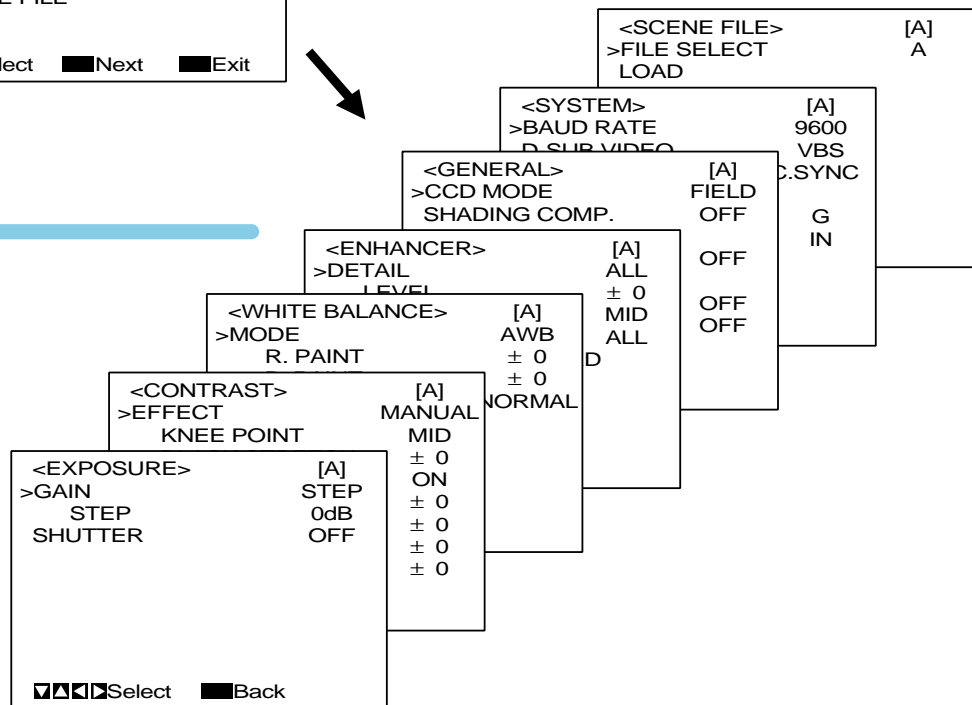 lect Next Exit
<SCENE FILE> [A]
>FILE SELECT A
LOAD
<SYSTEM> [A]
>BAUD RATE 9600
VBS
C.SYNC
G
IN
<GENERAL> [A]
>CCD MODE FIELD
SHADING COMP. OFF
OFF
OFF
OFF
<ENHANCER> [A]
>DETAIL ALL
LEVEL ± 0
MID
ALL
D
<WHITE BALANCE> [A]
>MODE AWB
R. PAINT ± 0
± 0
NORMAL
<CONTRAST> [A]
>EFFECT MANUAL
KNEE POINT MID
± 0
ON
± 0
± 0
± 0
± 0
<EXPOSURE> [A]
>GAIN STEP
STEP 0dB
SHUTTER OFF
▼▲◀▶Select Back